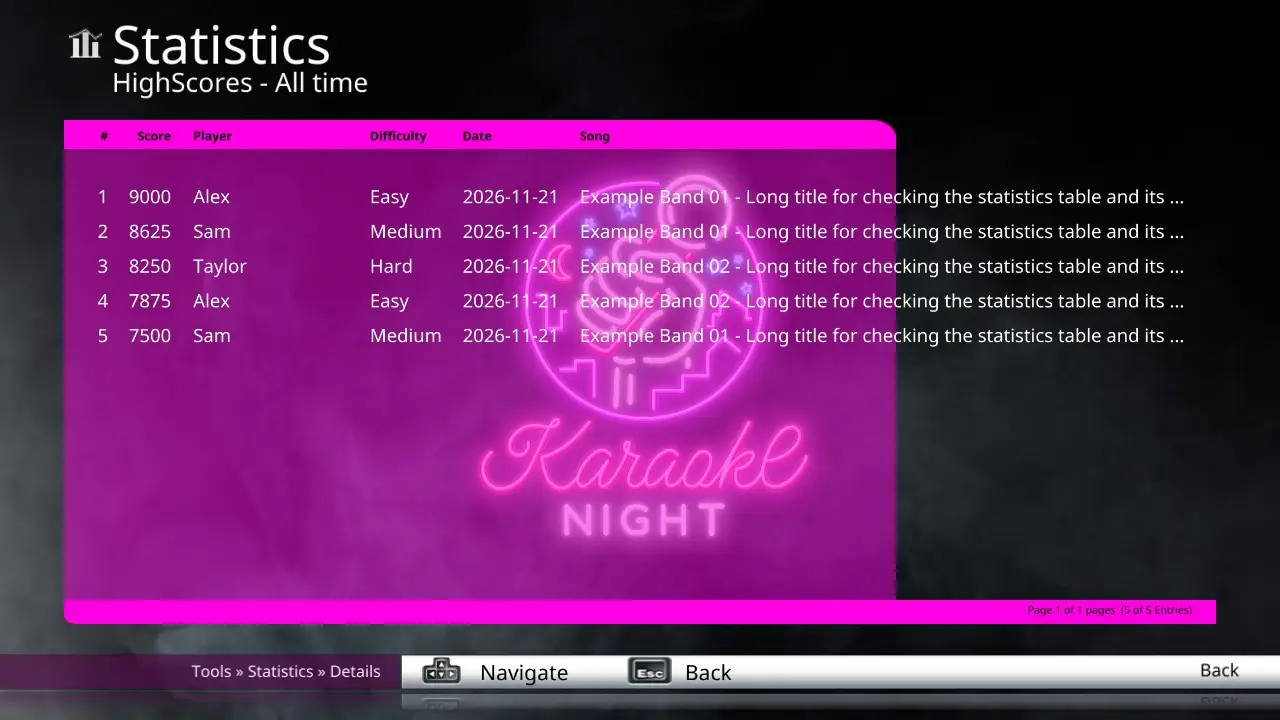 Statistics
HighScores - All time
# Score Player Difficulty Date Song
1 9000 Alex Easy 2026-11-21 Example Band 01 - Long title for checking the statistics table and its ...
2 8625 Sam Medium 2026-11-21 Example Band 01 - Long title for checking the statistics table and its ...
3 8250 Taylor Hard 2026-11-21 Example Band 02 - Long title for checking the statistics table and its ...
4 7875 Alex Easy 2026-11-21 Example Band 02 - Long title for checking the statistics table and its ...
5 7500 Sam Medium 2026-11-21 Example Band 01 - Long title for checking the statistics table and its ...
Karaoke
NIGHT
Page 1 of 1 pages (5 of 5 Entries)
Tools » Statistics » Details Navigate Esc Back Back